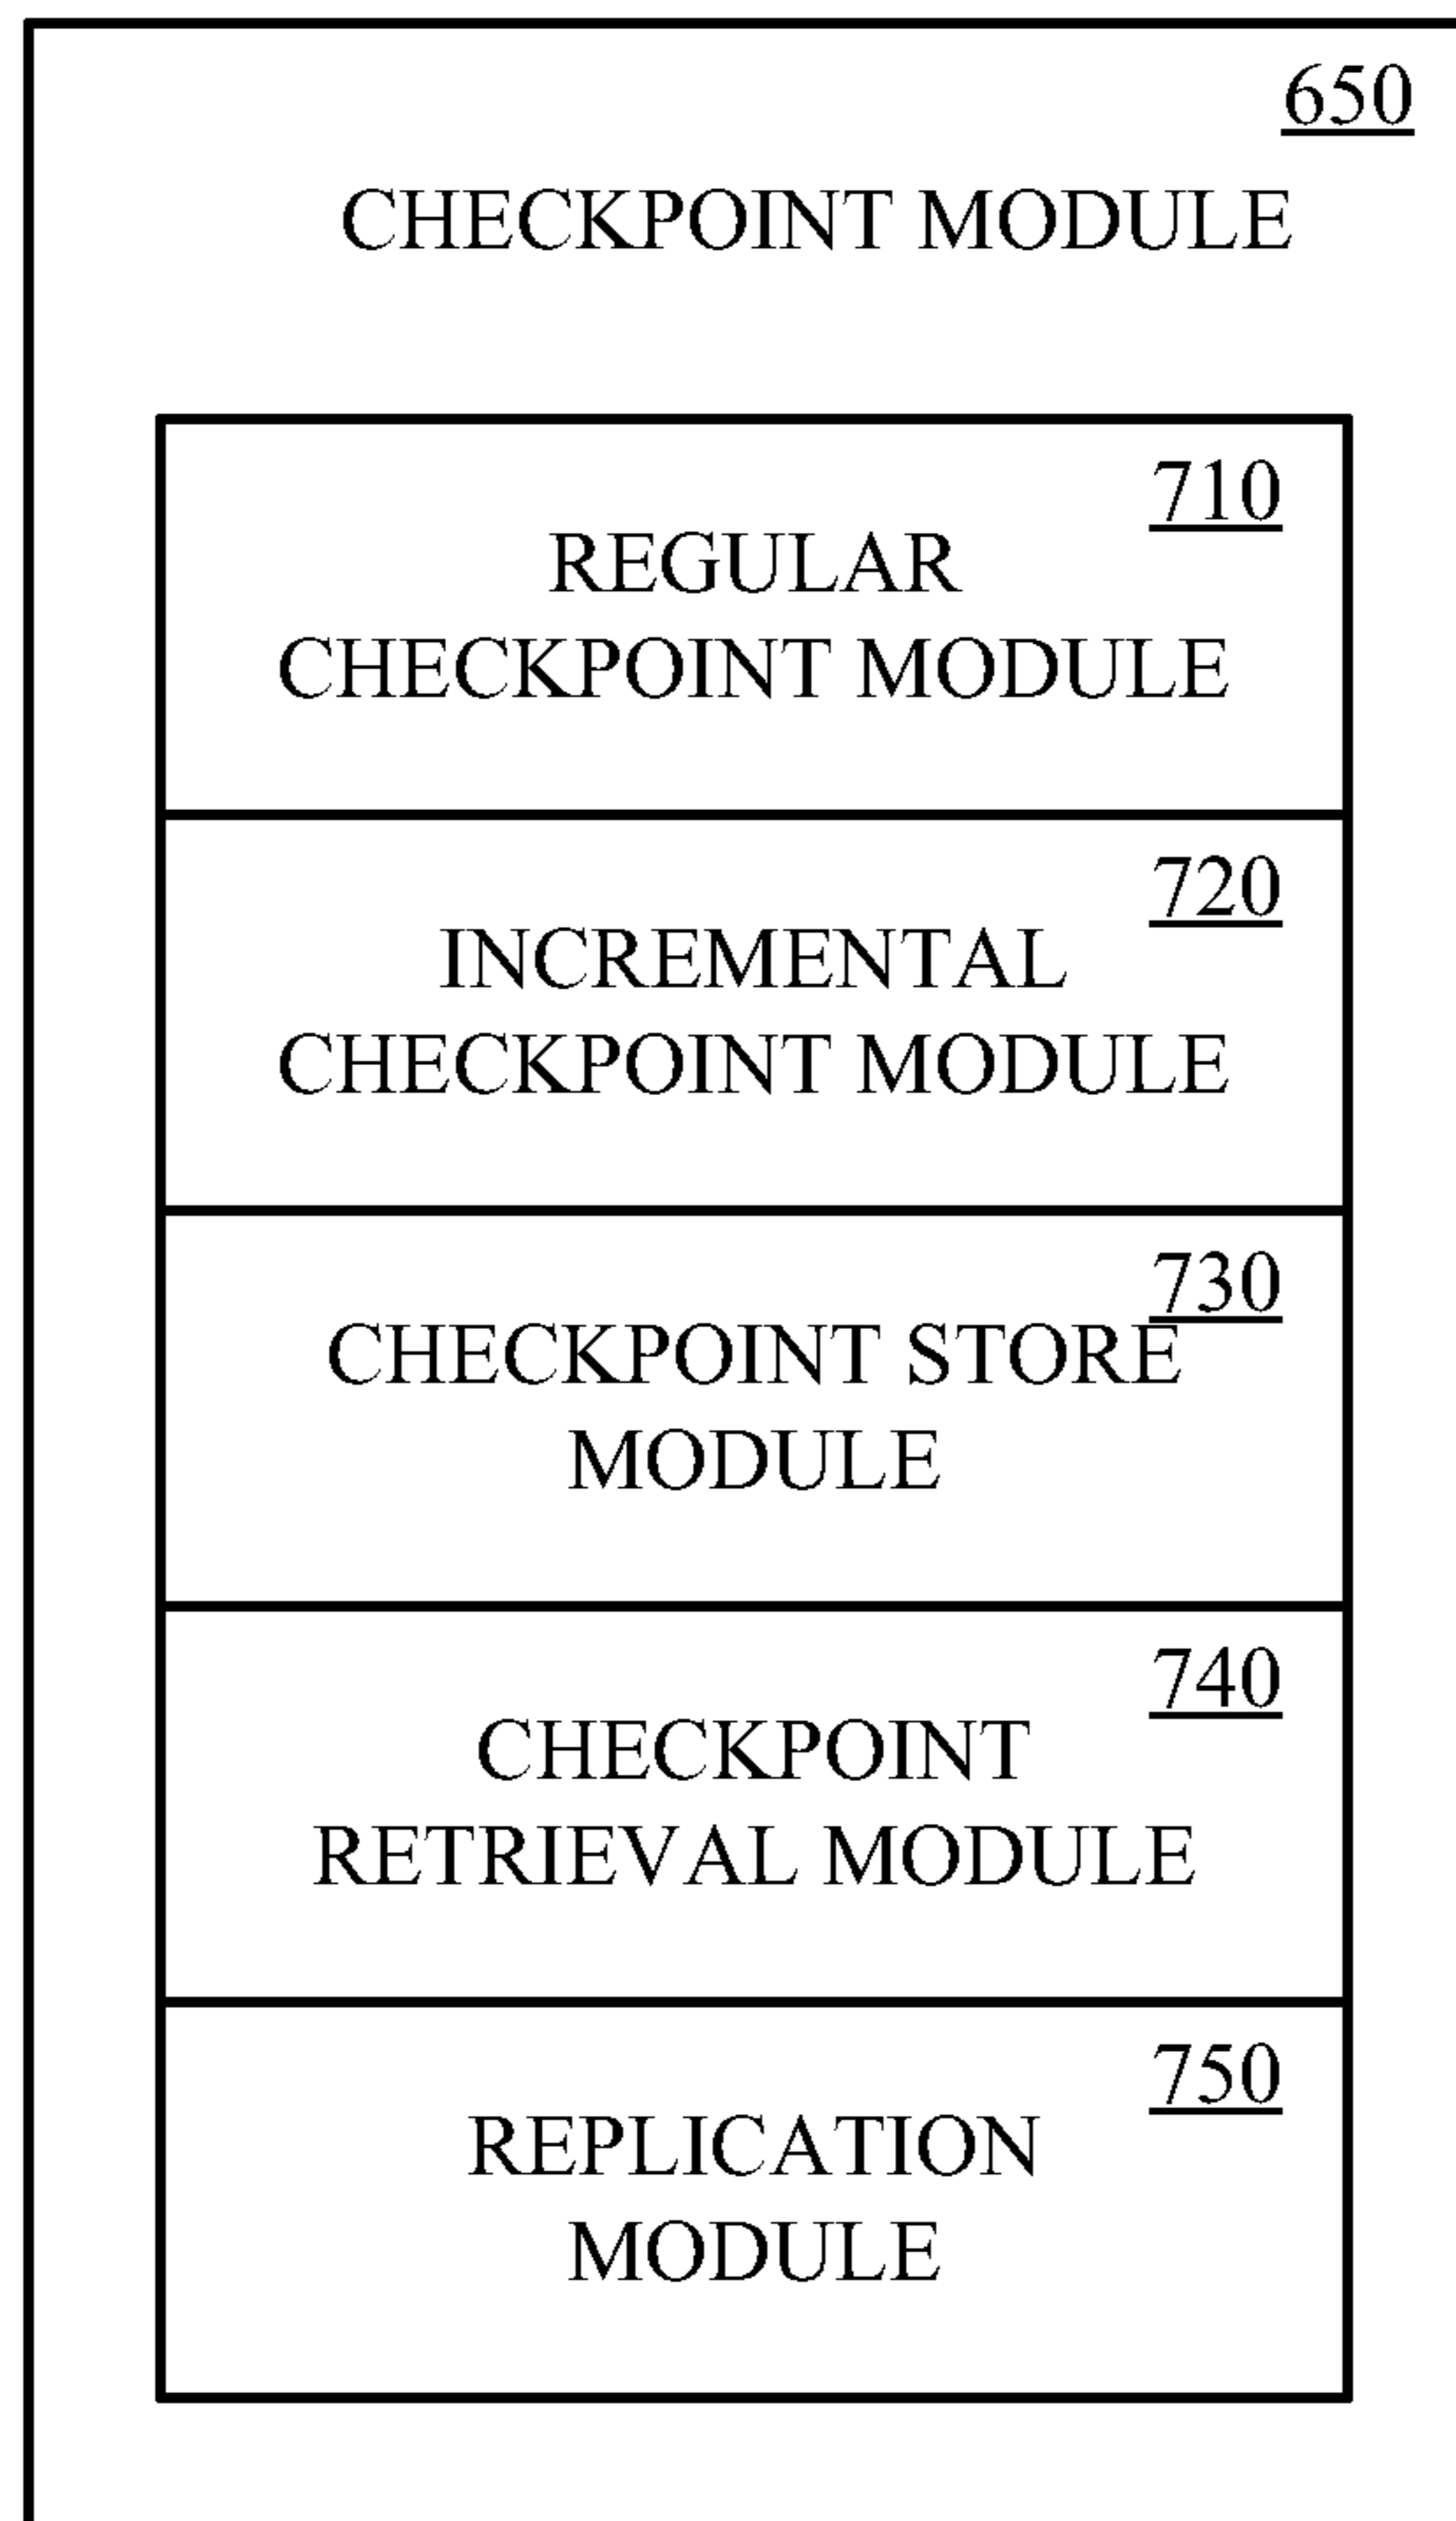 650
CHECKPOINT MODULE
710
REGULAR
CHECKPOINT MODULE
720
INCREMENTAL
CHECKPOINT MODULE
730
CHECKPOINT STORE
MODULE
740
CHECKPOINT
RETRIEVAL MODULE
750
REPLICATION
MODULE